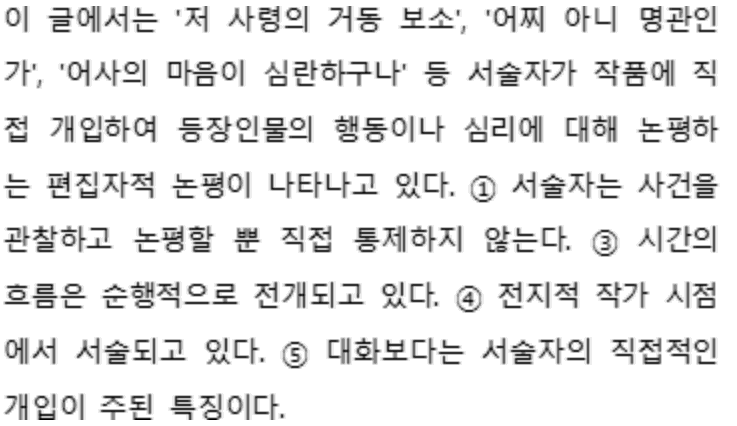 이 글에서는 '저 사령의 거동 보소', '어찌 아니 명관인
가', '어사의 마음이 심란하구나' 등 서술자가 작품에 직
접 개입하여 등장인물의 행동이나 심리에 대해 논평하
는 편집자적 논평이 나타나고 있다. ① 서술자는 사건을
관찰하고 논평할 뿐 직접 통제하지 않는다. ③ 시간의
흐름은 순행적으로 전개되고 있다. ④ 전지적 작가 시점
에서 서술되고 있다. ⑤ 대화보다는 서술자의 직접적인
개입이 주된 특징이다.